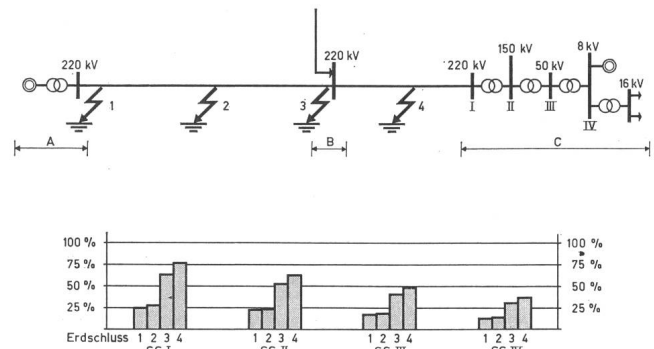 220 kV
220 kV
220 kV
150 kV
50 kV
8 kV
16 kV
1
2
3
4
I
II
III
IV
A
B
C
100 %
75 %
50 %
25 %
100 %
75 %
50 %
25 %
Erdschluss 1 2 3 4 1 2 3 4 1 2 3 4 1 2 3 4